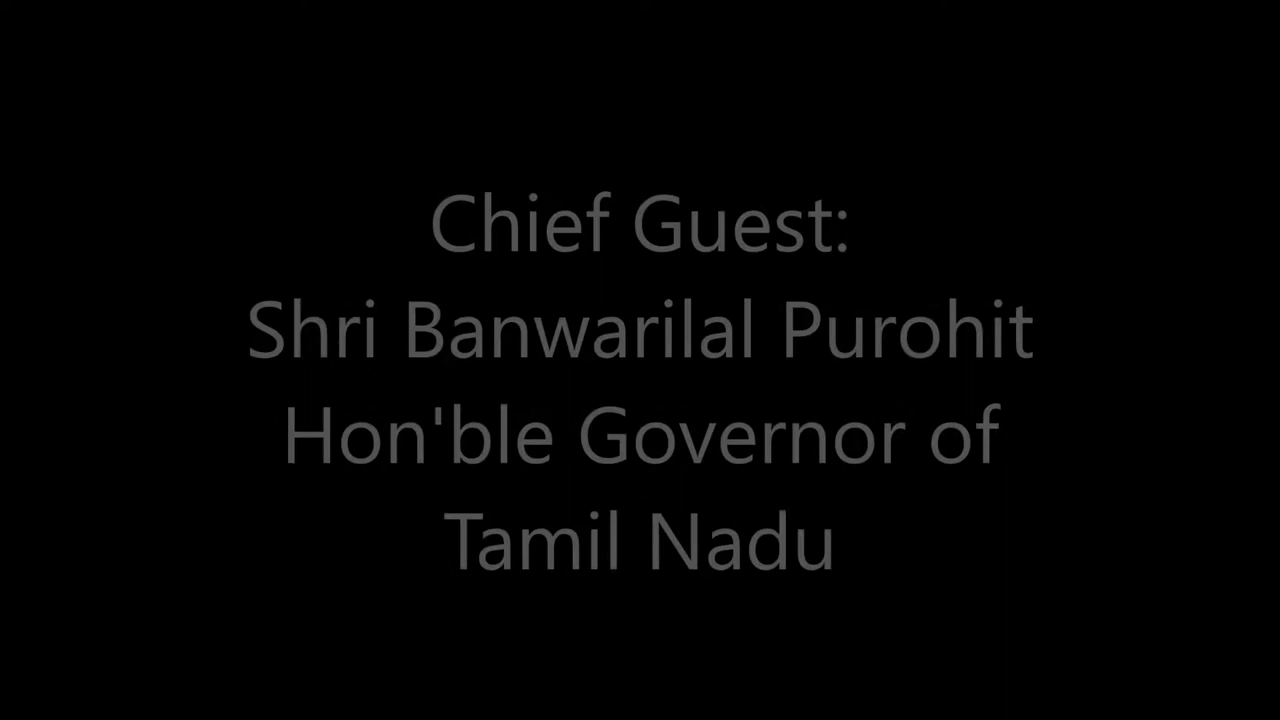 Chief Guest:
Shri Banwarilal Purohit
Hon'ble Governor of
Tamil Nadu